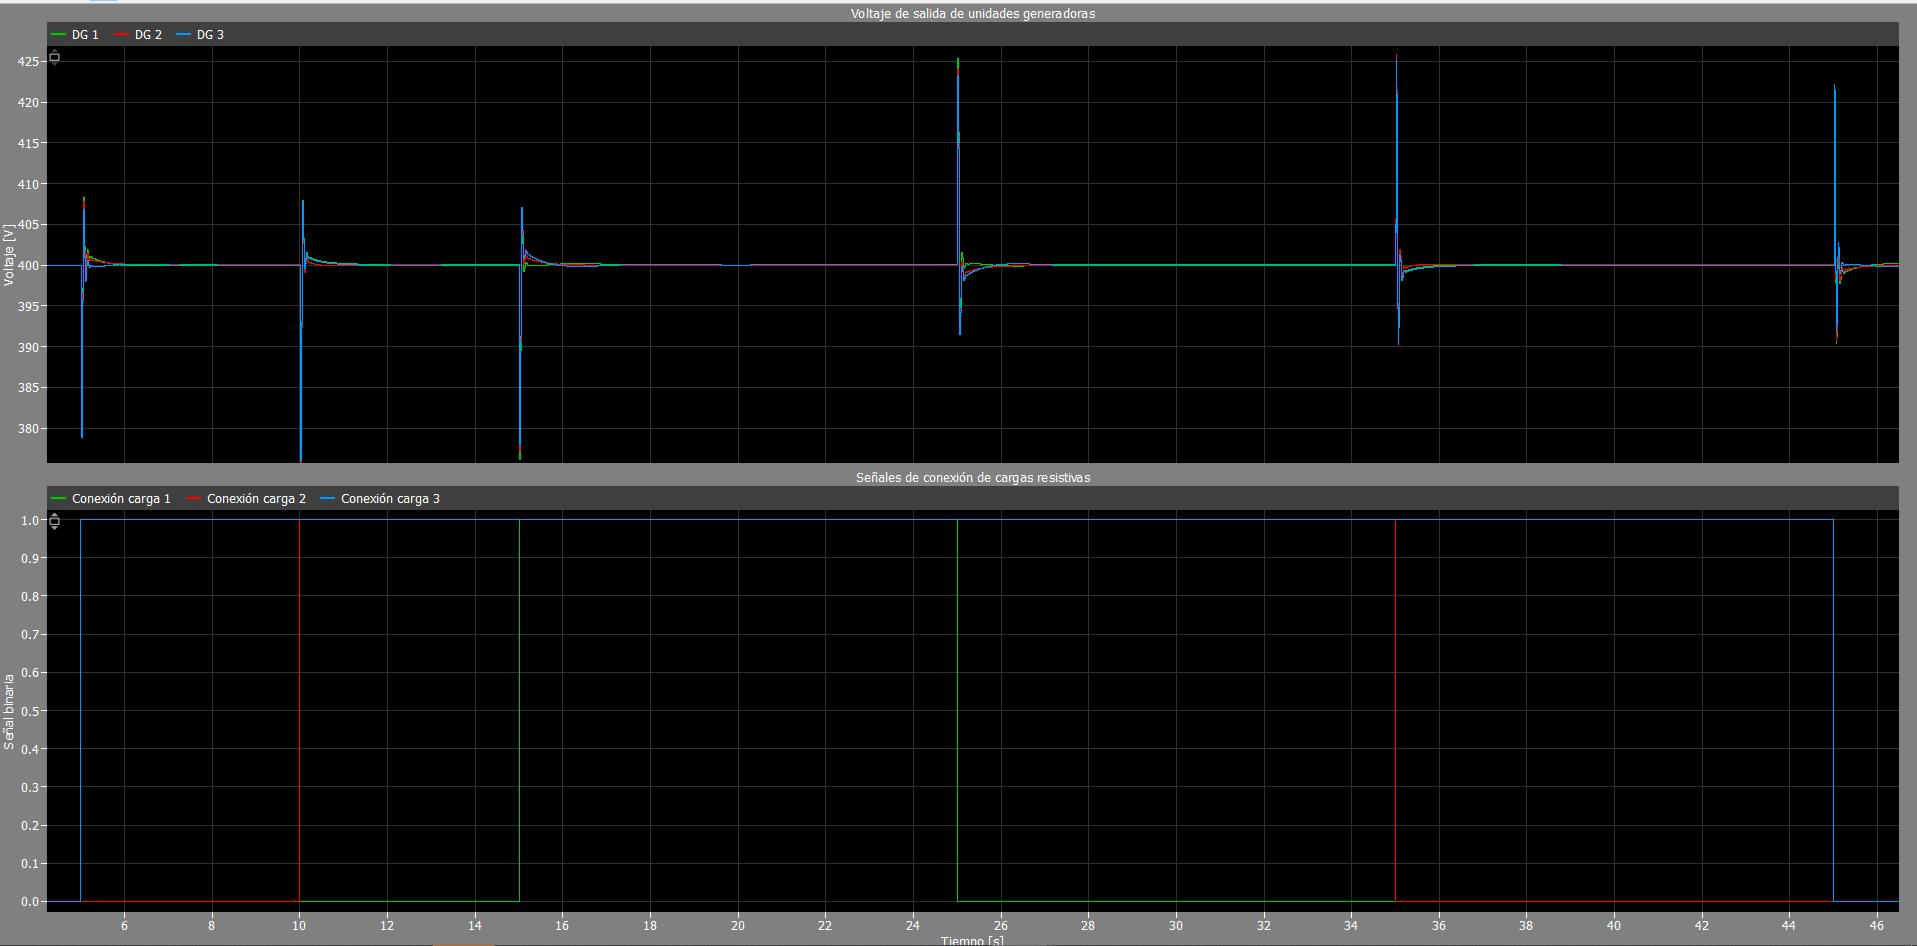 Voltaje de salida de unidades generadoras
DG 1 DG 2 DG 3
425
420
415
410
405
400
395
390
385
380
Voltaje [V]
Señales de conexión de cargas resistivas
Conexión carga 1 Conexión carga 2 Conexión carga 3
1.0
0.9
0.8
0.7
0.6
0.5
0.4
0.3
0.2
0.1
0.0
Señal binaria
6 8 10 12 14 16 18 20 22 24 26 28 30 32 34 36 38 40 42 44 46
Tiempo [s]